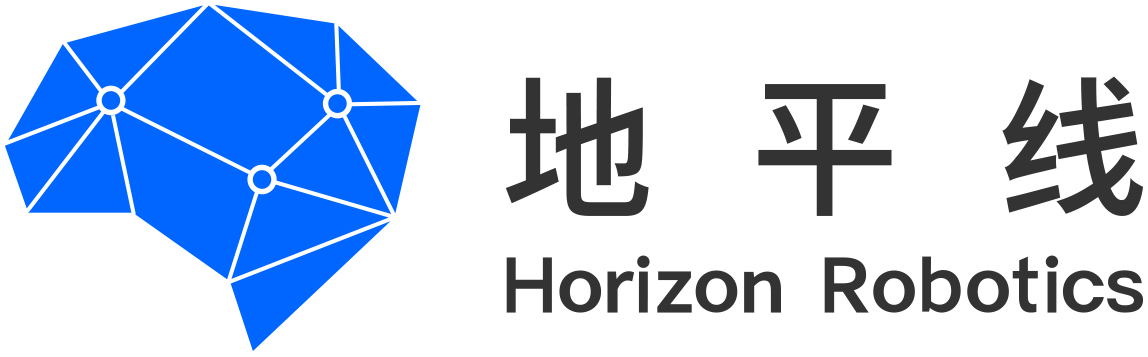 地平线
Horizon Robotics